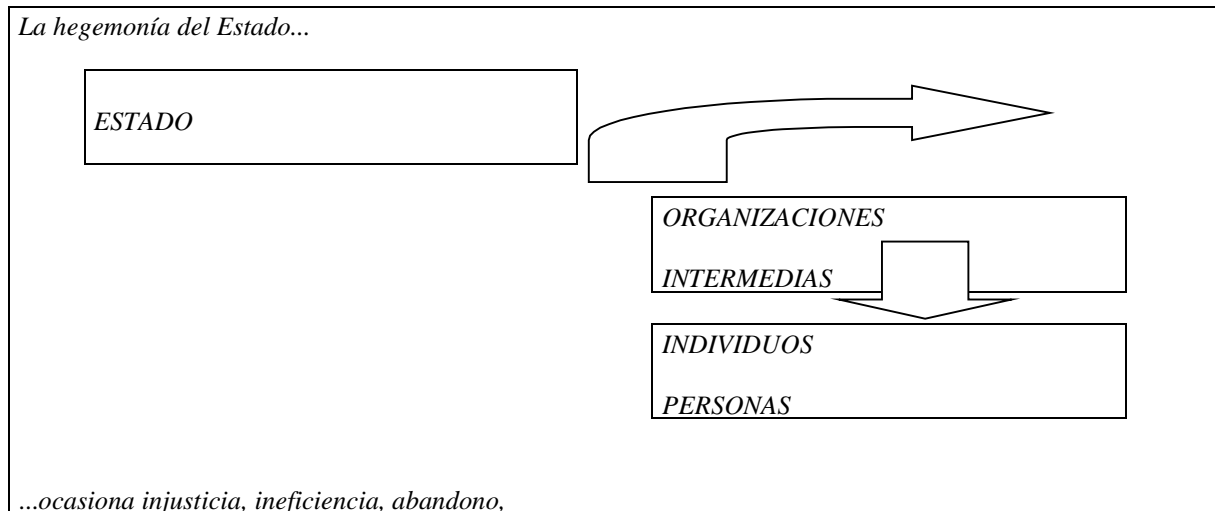 La hegemonía del Estado...
ESTADO
ORGANIZACIONES
INTERMEDIAS
INDIVIDUOS
PERSONAS
...ocasiona injusticia, ineficiencia, abandono,